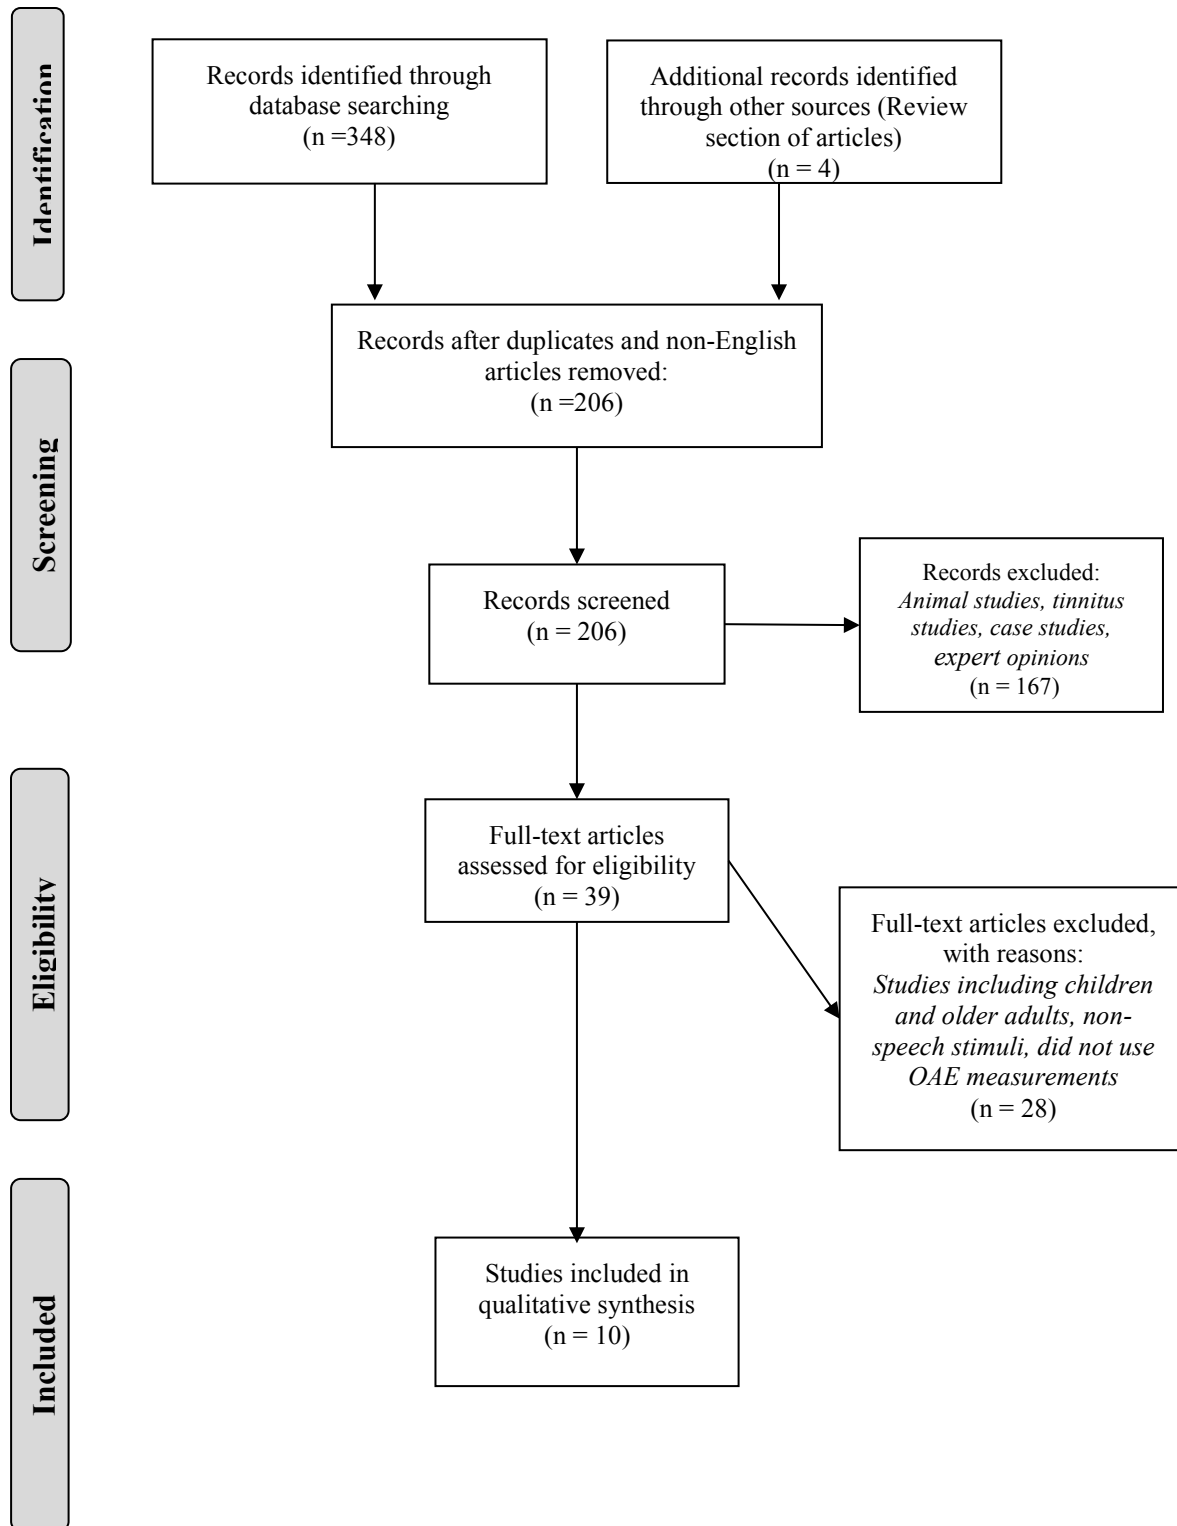 Identification
Records identified through
database searching
(n =348)
Additional records identified
through other sources (Review
section of articles)
(n = 4)
Records after duplicates and non-English
articles removed:
(n =206)
Screening
Records screened
(n = 206)
Records excluded:
Animal studies, tinnitus
studies, case studies,
expert opinions
(n = 167)
Eligibility
Full-text articles
assessed for eligibility
(n = 39)
Full-text articles excluded,
with reasons:
Studies including children
and older adults, non-
speech stimuli, did not use
OAE measurements
(n = 28)
Included
Studies included in
qualitative synthesis
(n = 10)